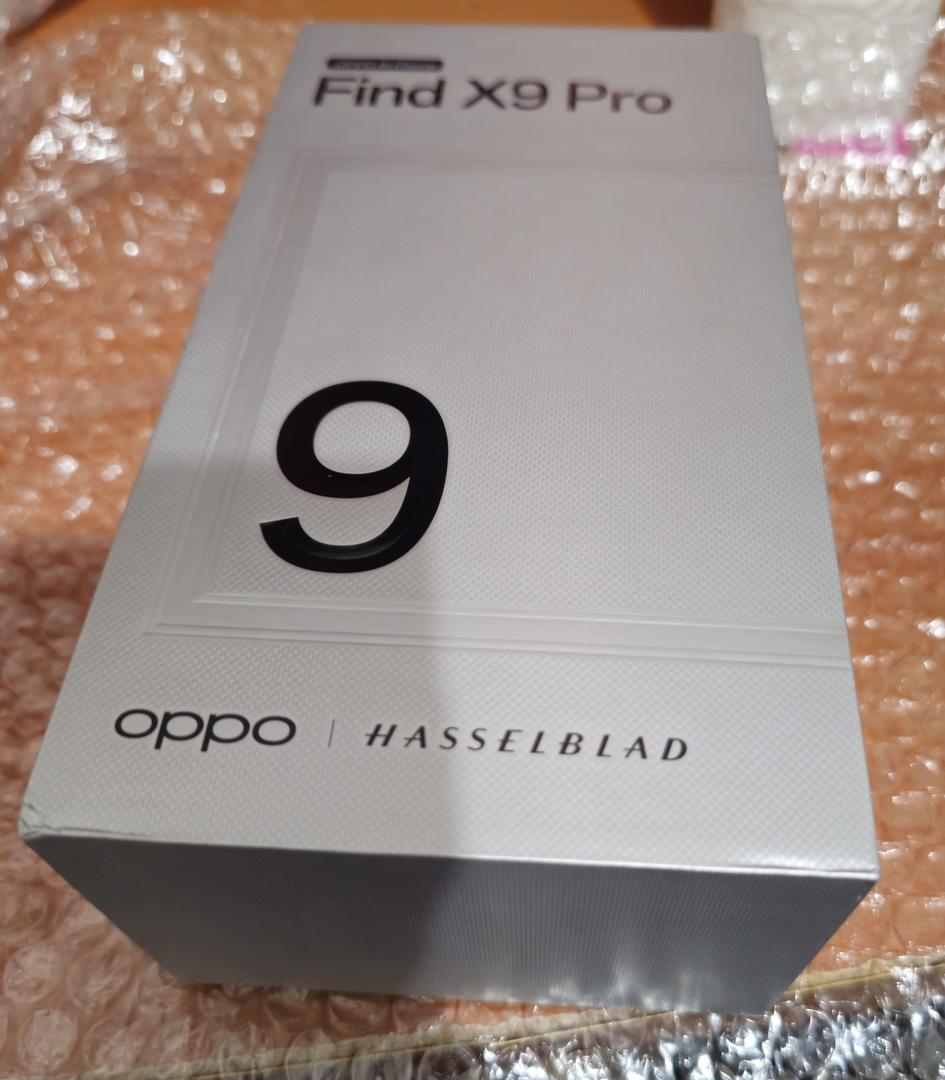 Find X9 Pro
9
oppo | HASSELBLAD